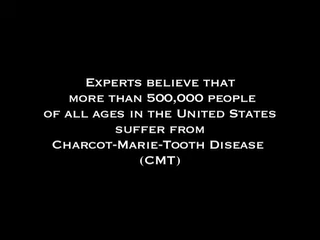 Experts believe that
more than 500,000 people
of all ages in the United States
suffer from
Charcot-Marie-Tooth Disease
(CMT)